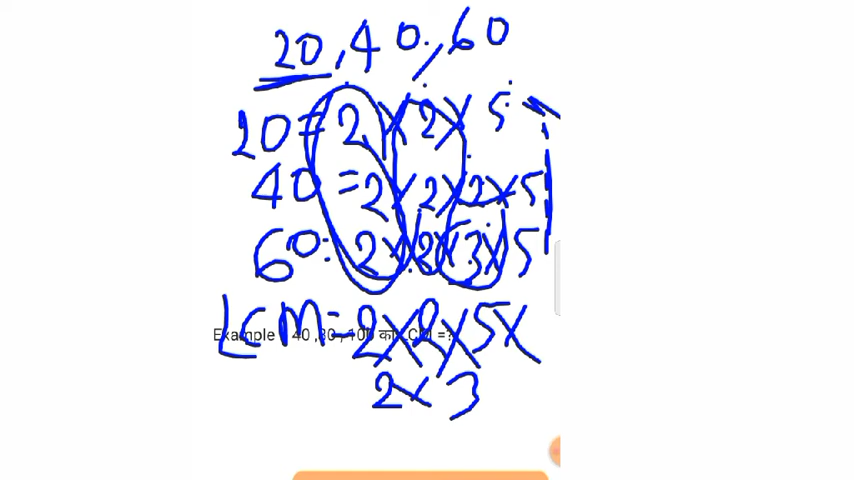 20, 40, 60
20 = 2 × 2 × 5
40 = 2 × 2 × 2 × 5
60: 2 × 2 × 3 × 5
LCM = 2 × 2 × 5 ×
Example 40 ,80 , 100 का LCM =?
2 × 3